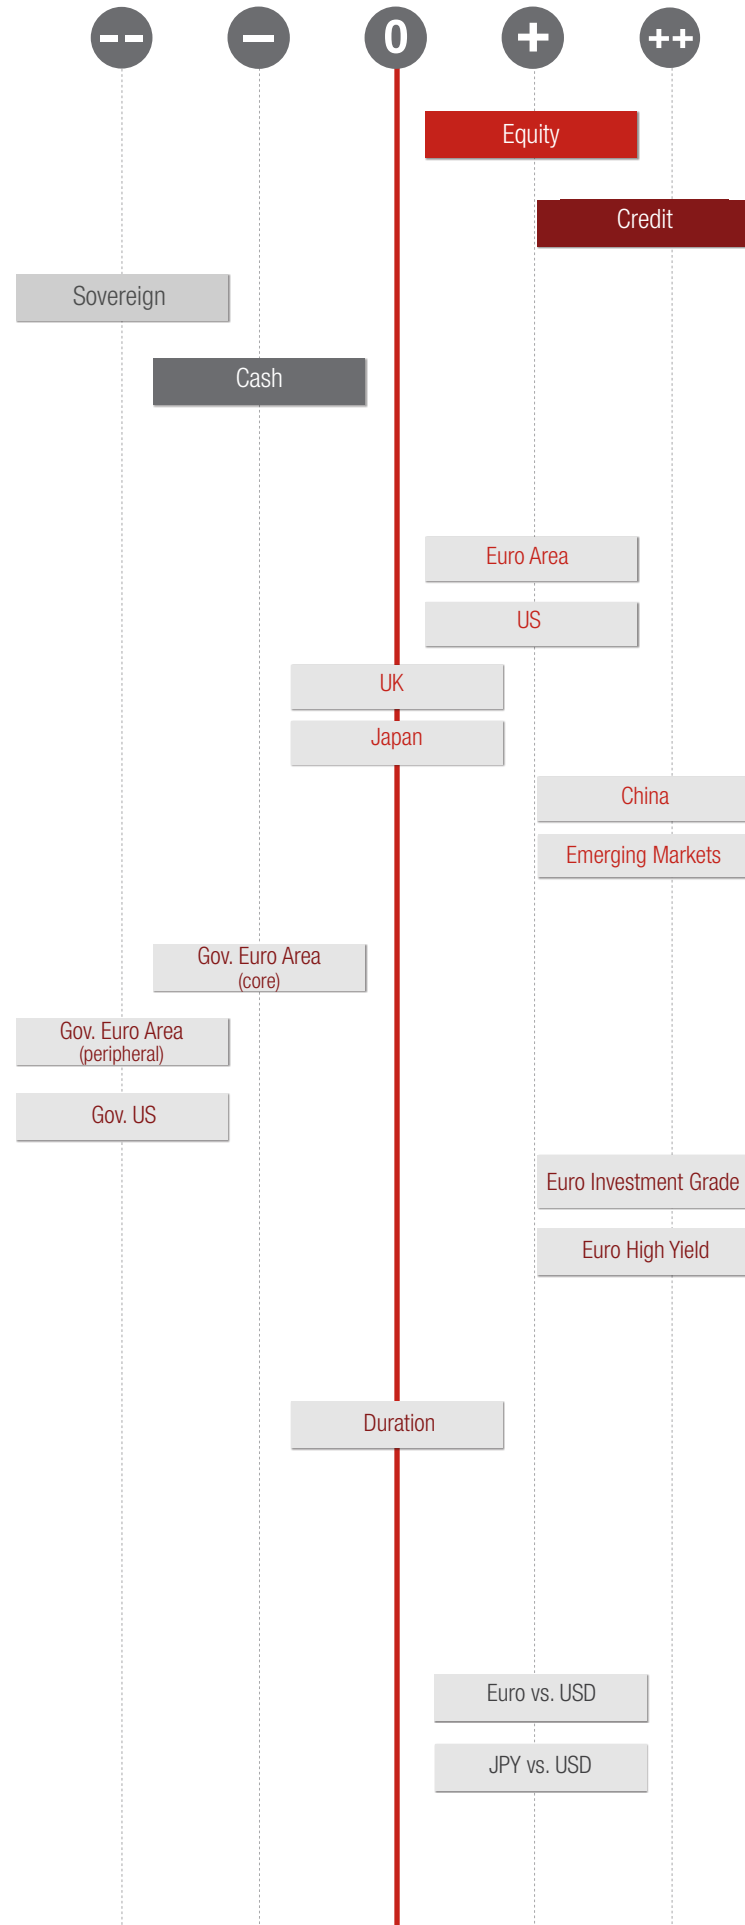 -- - 0 + ++
Equity
Credit
Sovereign
Cash
Euro Area
US
UK
Japan
China
Emerging Markets
Gov. Euro Area
(core)
Gov. Euro Area
(peripheral)
Gov. US
Euro Investment Grade
Euro High Yield
Duration
Euro vs. USD
JPY vs. USD